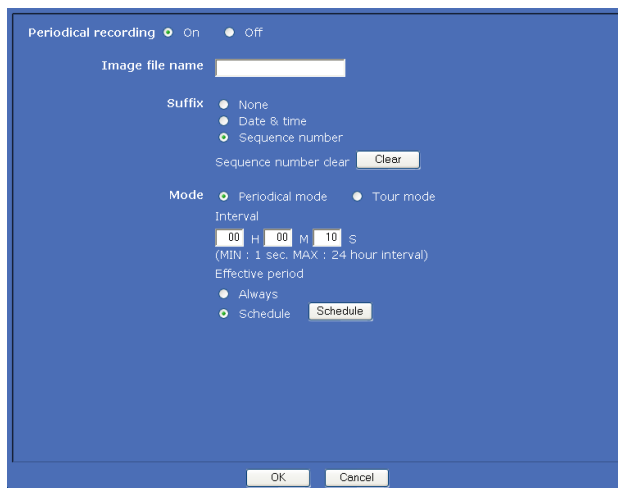 Periodical recording On Off
Image file name
Suffix None
Date & time
Sequence number
Sequence number clear Clear
Mode Periodical mode Tour mode
Interval
00 H 00 M 10 S
(MIN : 1 sec. MAX : 24 hour interval)
Effective period
Always
Schedule Schedule
OK Cancel